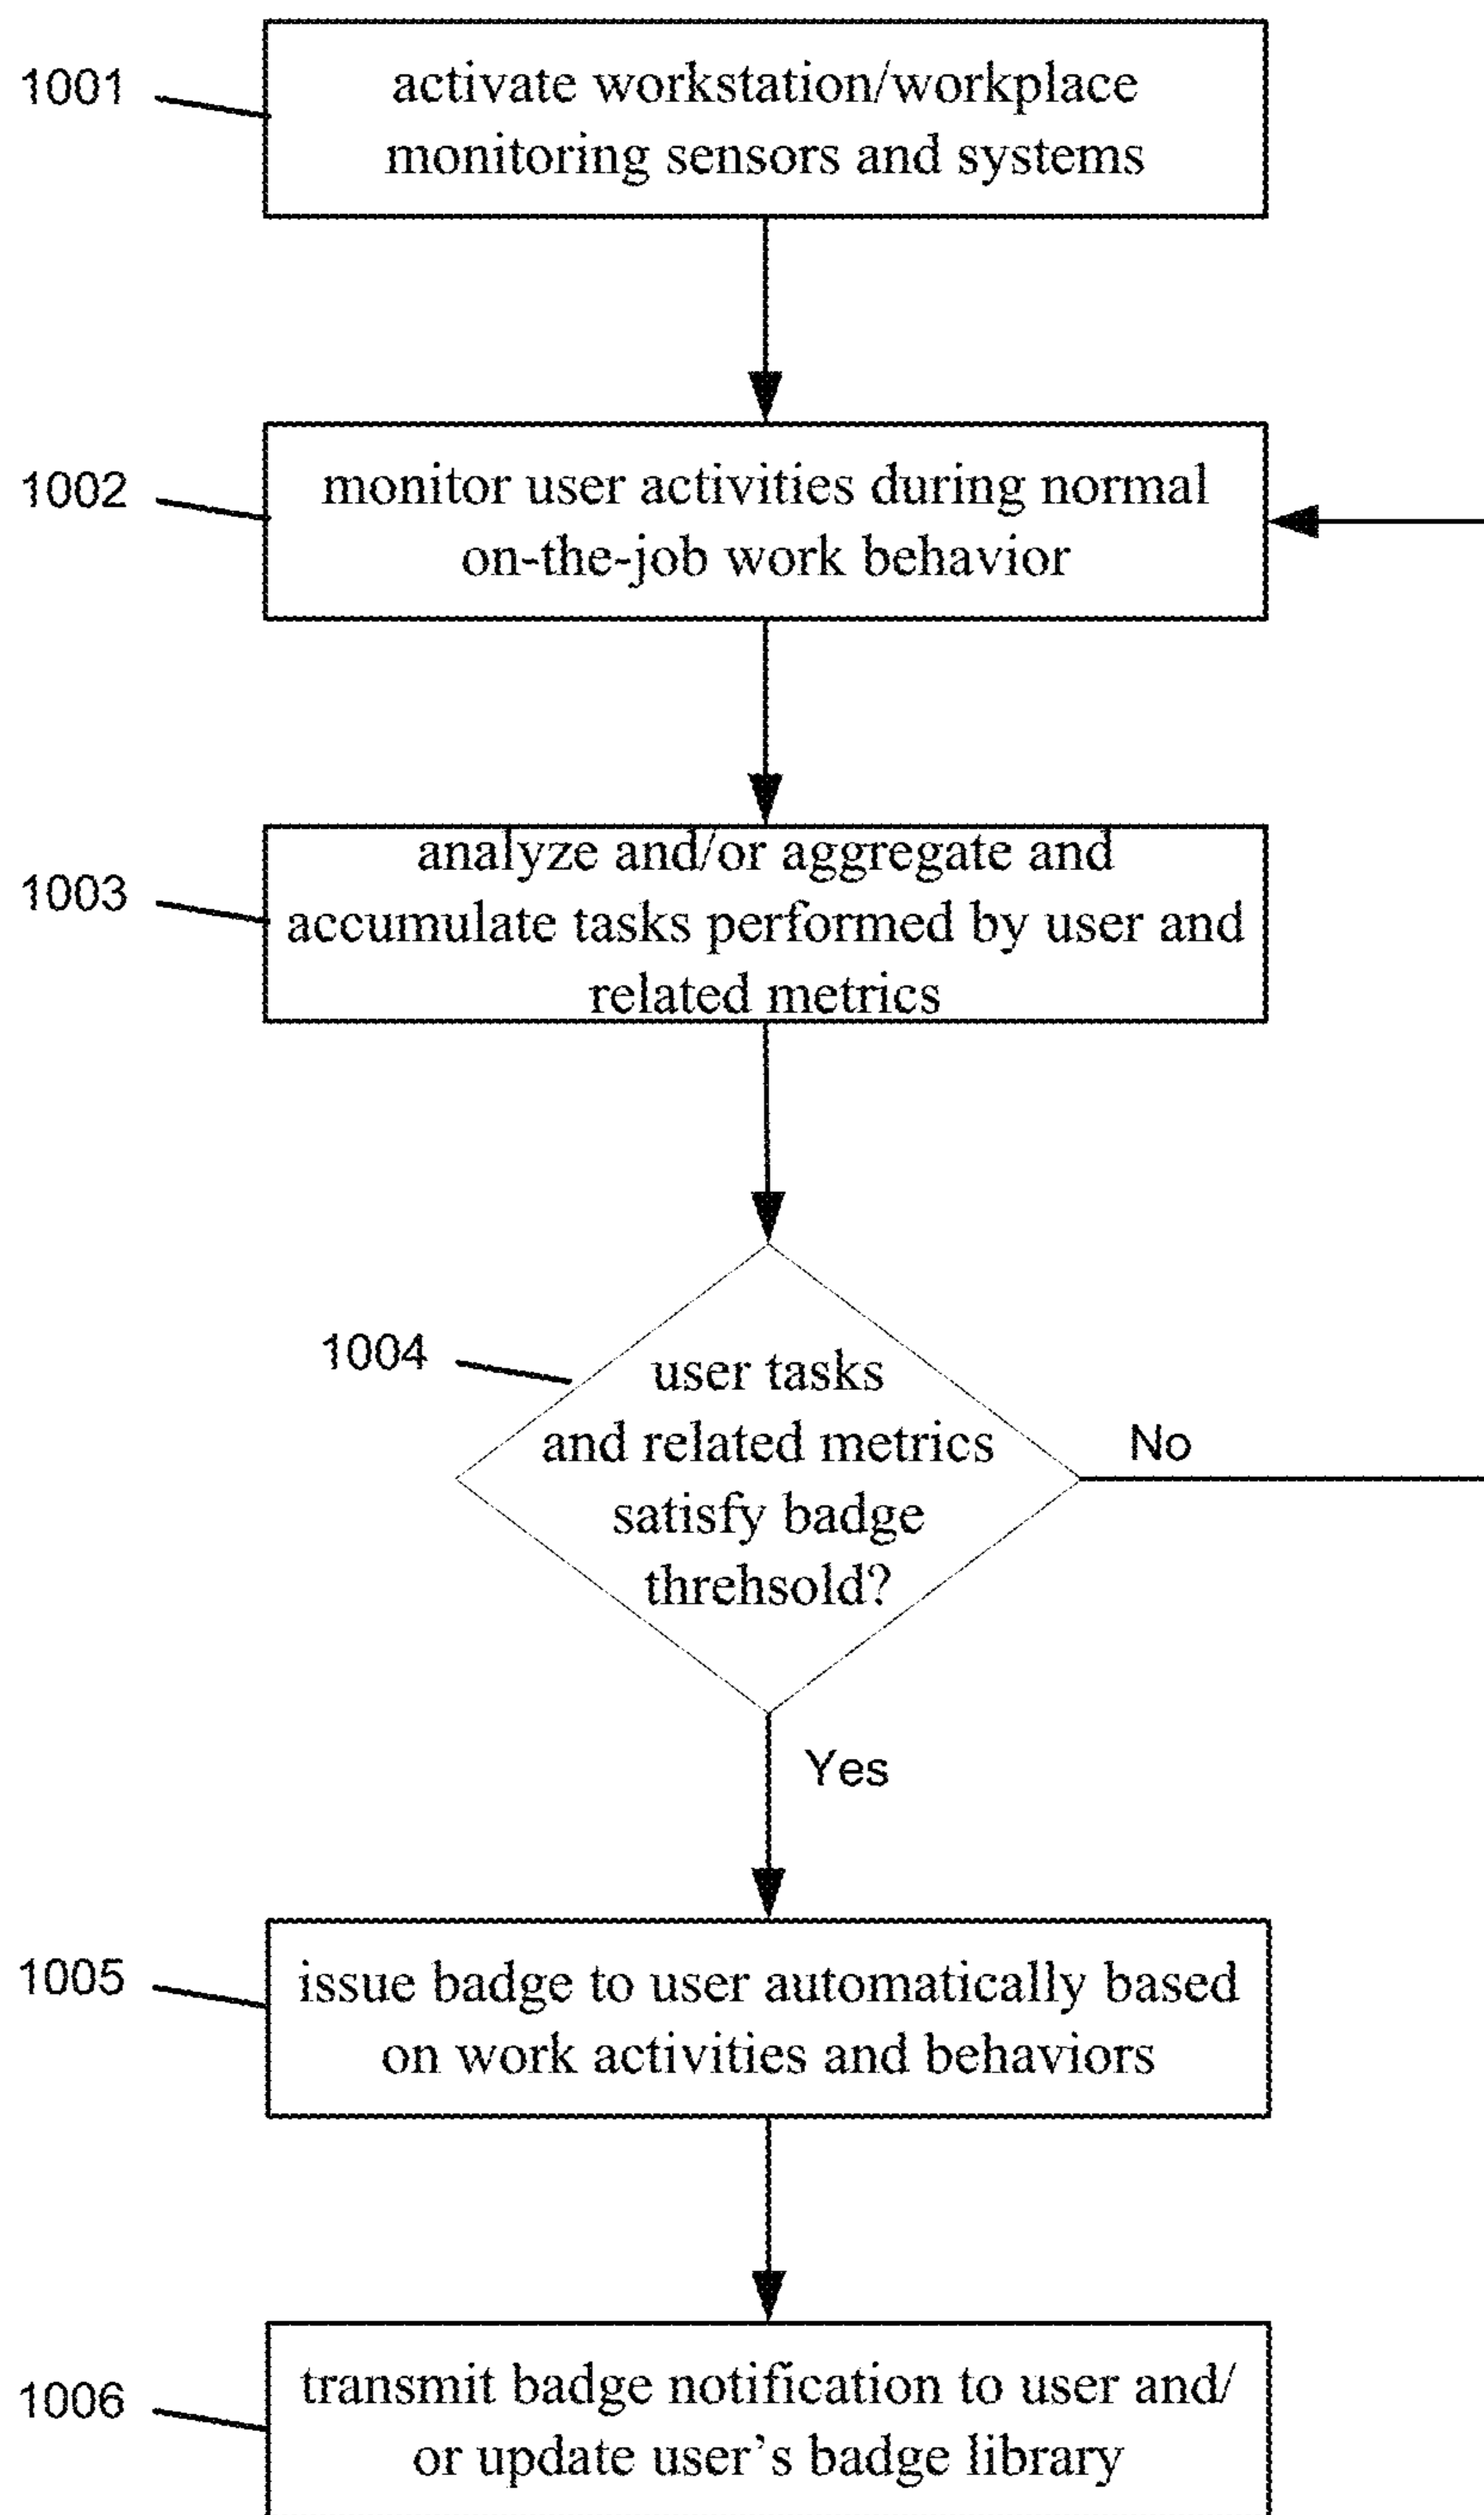 1001
activate workstation/workplace
monitoring sensors and systems
1002
monitor user activities during normal
on-the-job work behavior
1003
analyze and/or aggregate and
accumulate tasks performed by user and
related metrics
1004
user tasks
and related metrics
satisfy badge
threhsold?
No
Yes
1005
issue badge to user automatically based
on work activities and behaviors
1006
transmit badge notification to user and/
or update user’s badge library